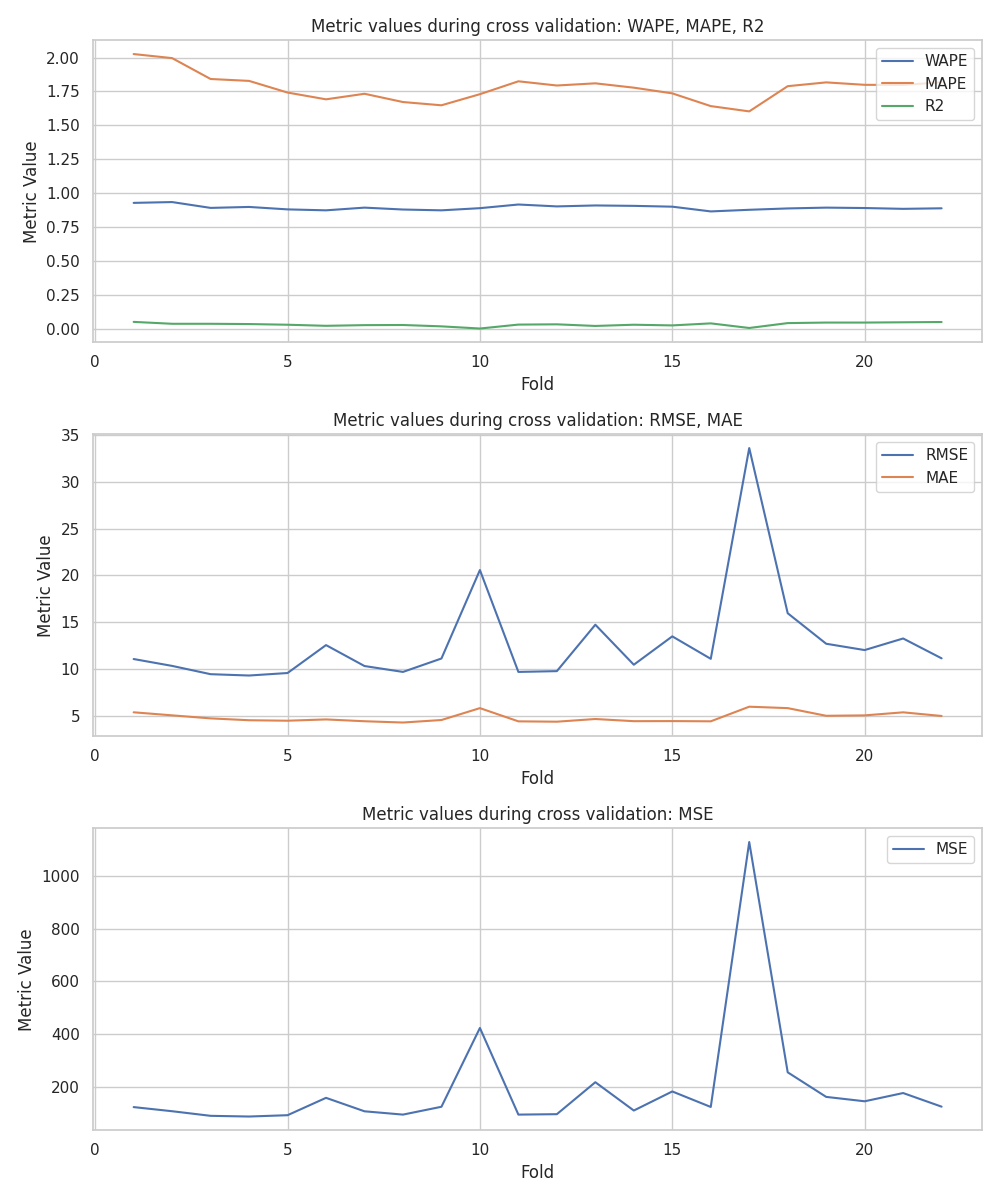 Metric values during cross validation: WAPE, MAPE, R2
Metric Value
2.00
1.75
1.50
1.25
1.00
0.75
0.50
0.25
0.00
WAPE
MAPE
R2
0 5 10 15 20
Fold
Metric values during cross validation: RMSE, MAE
Metric Value
35
30
25
20
15
10
5
RMSE
MAE
0 5 10 15 20
Fold
Metric values during cross validation: MSE
Metric Value
1000
800
600
400
200
MSE
0 5 10 15 20
Fold